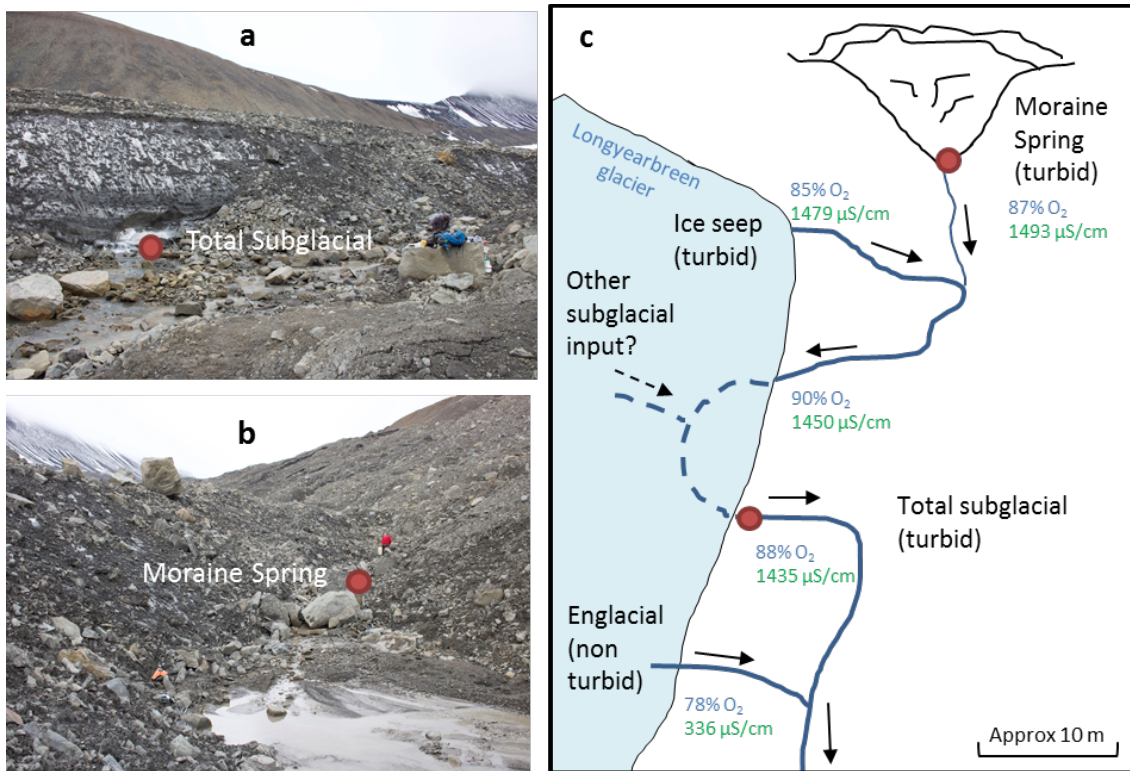 a
Total Subglacial
b
Moraine Spring
c
Longyearbreen
glacier
Moraine
Spring
(turbid)
87% O₂
1493 µS/cm
85% O₂
1479 µS/cm
Ice seep
(turbid)
Other
subglacial
input?
90% O₂
1450 µS/cm
Total subglacial
(turbid)
88% O₂
1435 µS/cm
Englacial
(non
turbid)
78% O₂
336 µS/cm
Approx 10 m